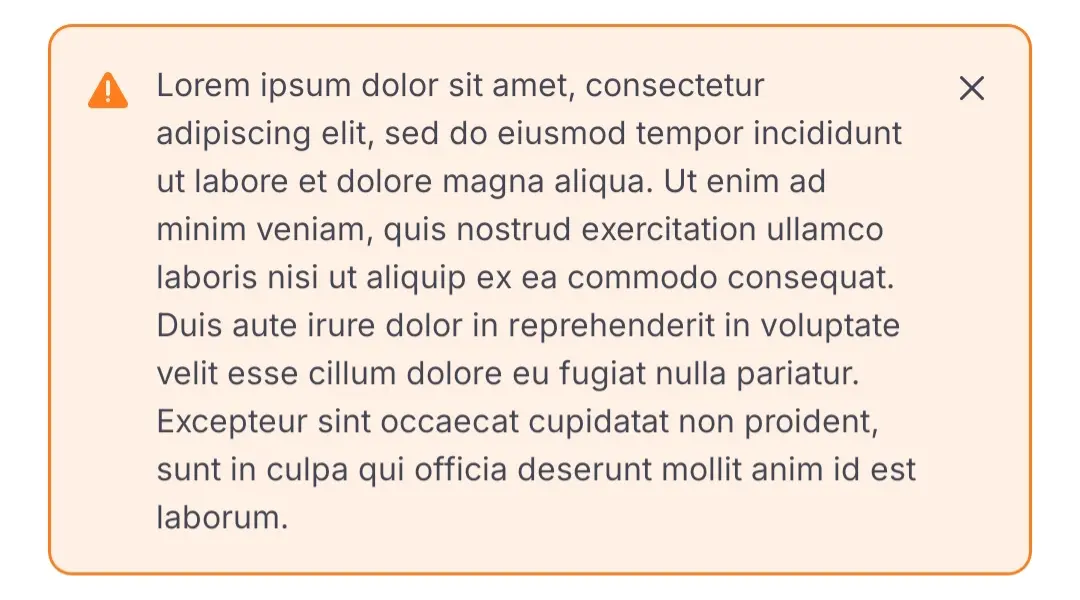 Lorem ipsum dolor sit amet, consectetur
adipiscing elit, sed do eiusmod tempor incididunt
ut labore et dolore magna aliqua. Ut enim ad
minim veniam, quis nostrud exercitation ullamco
laboris nisi ut aliquip ex ea commodo consequat.
Duis aute irure dolor in reprehenderit in voluptate
velit esse cillum dolore eu fugiat nulla pariatur.
Excepteur sint occaecat cupidatat non proident,
sunt in culpa qui officia deserunt mollit anim id est
laborum.